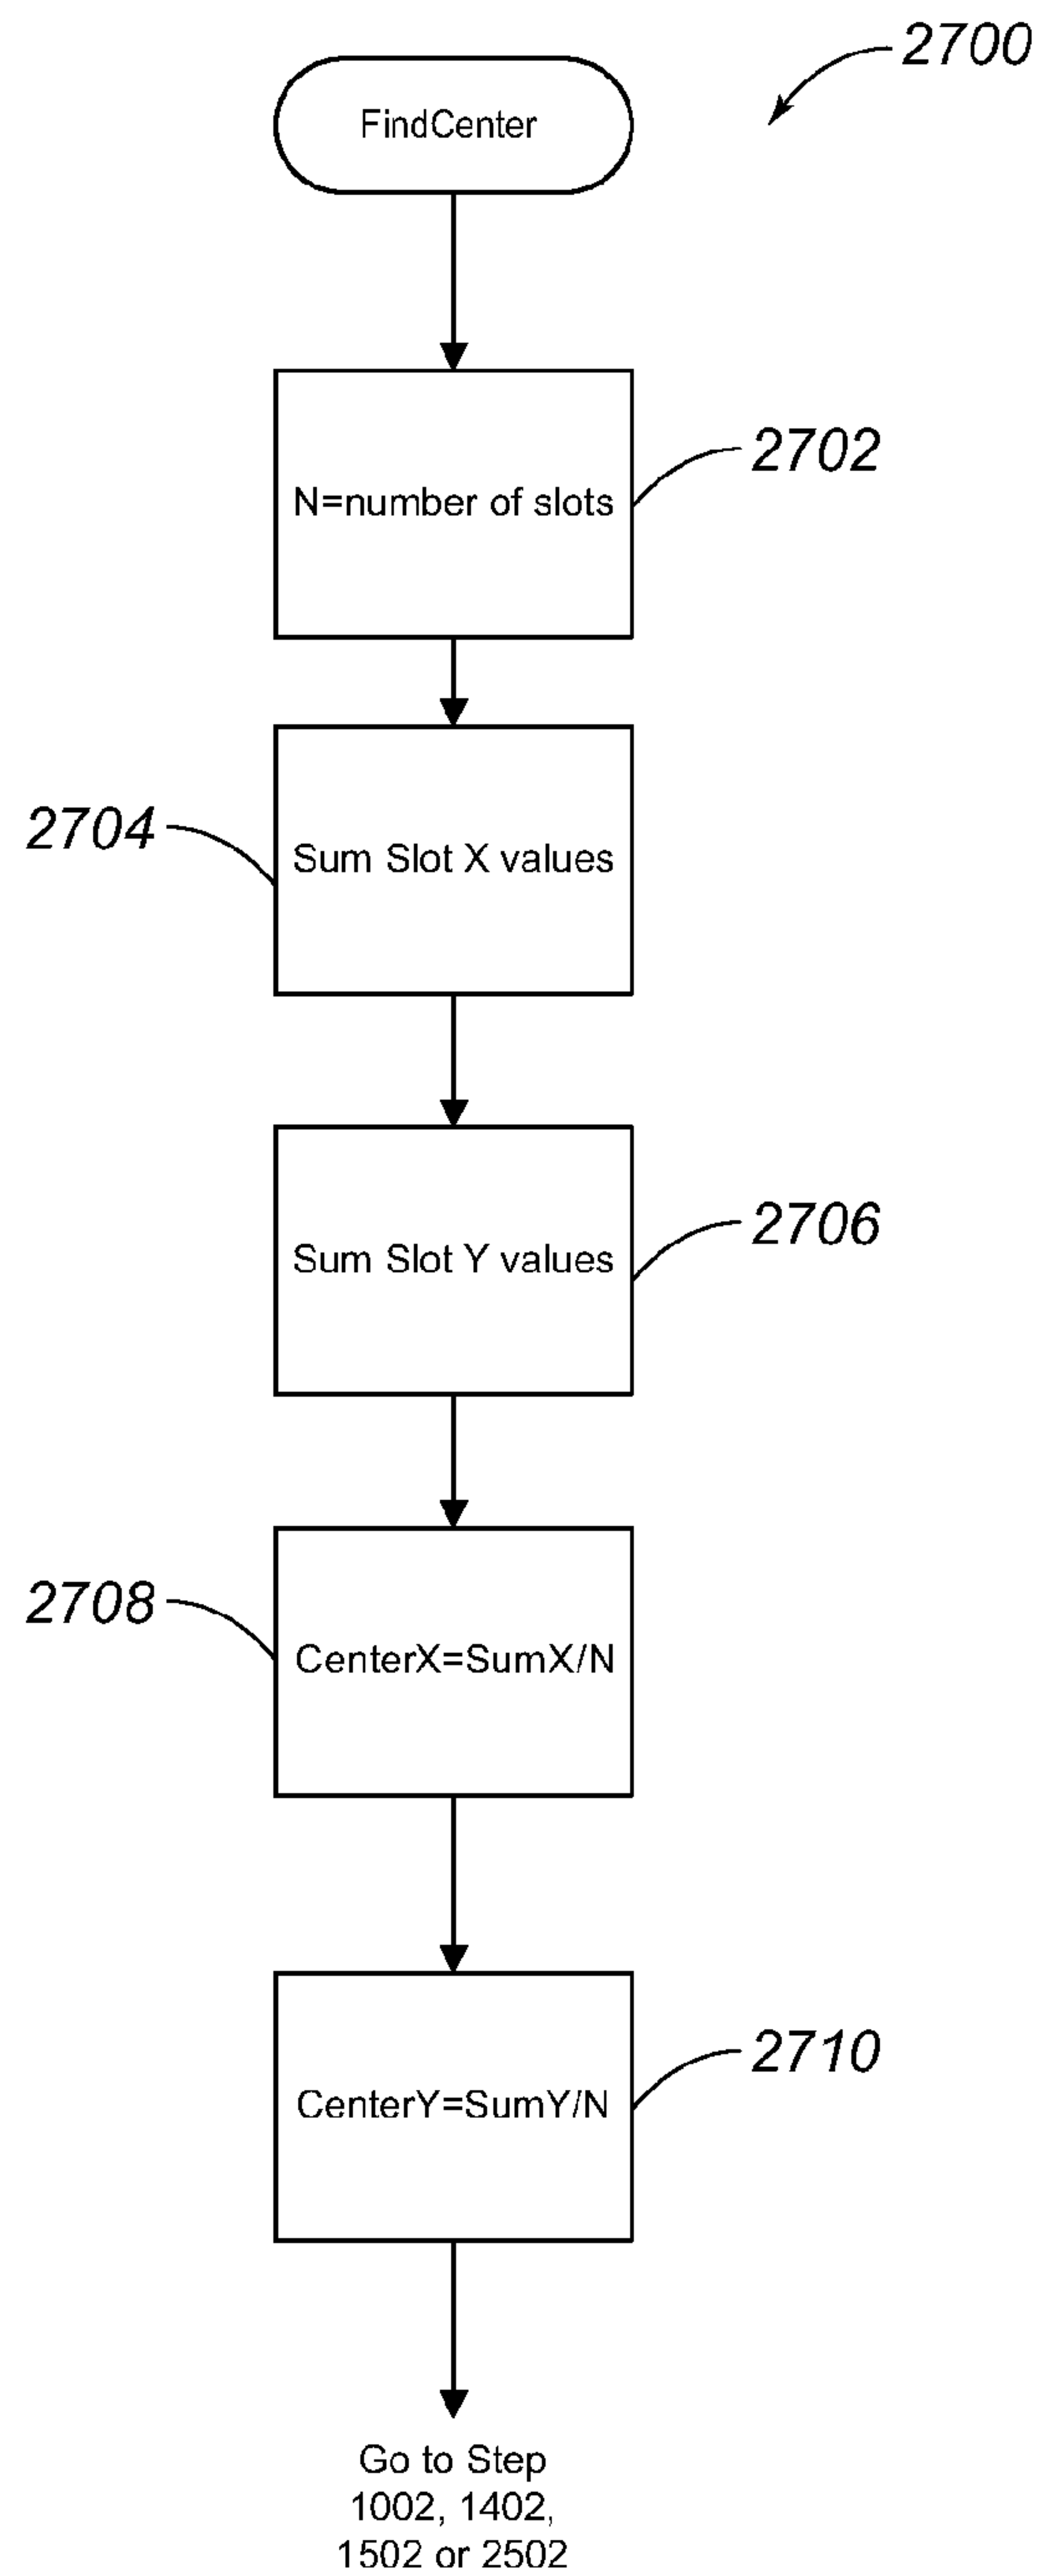 2700
FindCenter
2702
N=number of slots
2704
Sum Slot X values
2706
Sum Slot Y values
2708
CenterX=SumX/N
2710
CenterY=SumY/N
Go to Step
1002, 1402,
1502 or 2502